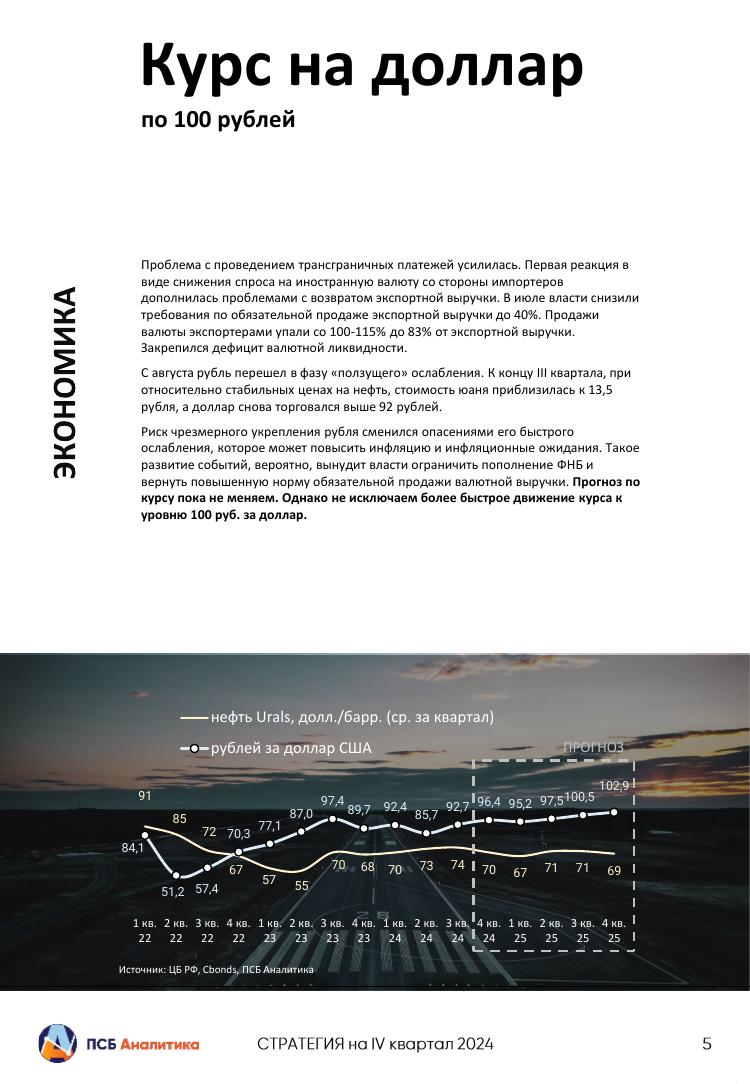 Курс на доллар
по 100 рублей
ЭКОНОМИКА
Проблема с проведением трансграничных платежей усилилась. Первая реакция в
виде снижения спроса на иностранную валюту со стороны импортеров
дополнилась проблемами с возвратом экспортной выручки. В июле власти снизили
требования по обязательной продаже экспортной выручки до 40%. Продажи
валюты экспортерами упали со 100-115% до 83% от экспортной выручки.
Закрепился дефицит валютной ликвидности.
С августа рубль перешел в фазу «ползущего» ослабления. К концу III квартала, при
относительно стабильных ценах на нефть, стоимость юаня приблизилась к 13,5
рубля, а доллар снова торговался выше 92 рублей.
Риск чрезмерного укрепления рубля сменился опасениями его быстрого
ослабления, которое может повысить инфляцию и инфляционные ожидания. Такое
развитие событий, вероятно, вынудит власти ограничить пополнение ФНБ и
вернуть повышенную норму обязательной продажи валютной выручки. Прогноз по
курсу пока не меняем. Однако не исключаем более быстрое движение курса к
уровню 100 руб. за доллар.
нефть Urals, долл./барр. (ср. за квартал)
рублей за доллар США
ПРОГНОЗ
91 85 72 67 57 55 70 68 70 73 74 70 67 71 71 69
84,1 51,2 57,4 70,3 77,1 87,0 97,4 89,7 92,4 85,7 92,7 96,4 95,2 97,5 100,5 102,9
28
1 кв. 2 кв. 3 кв. 4 кв. 1 кв. 2 кв. 3 кв. 4 кв. 1 кв. 2 кв. 3 кв. 4 кв. 1 кв. 2 кв. 3 кв. 4 кв.
22 22 22 22 23 23 23 23 24 24 24 24 25 25 25 25
Источник: ЦБ РФ, Cbonds, ПСБ Аналитика
ПСБ Аналитика
СТРАТЕГИЯ на IV квартал 2024
5